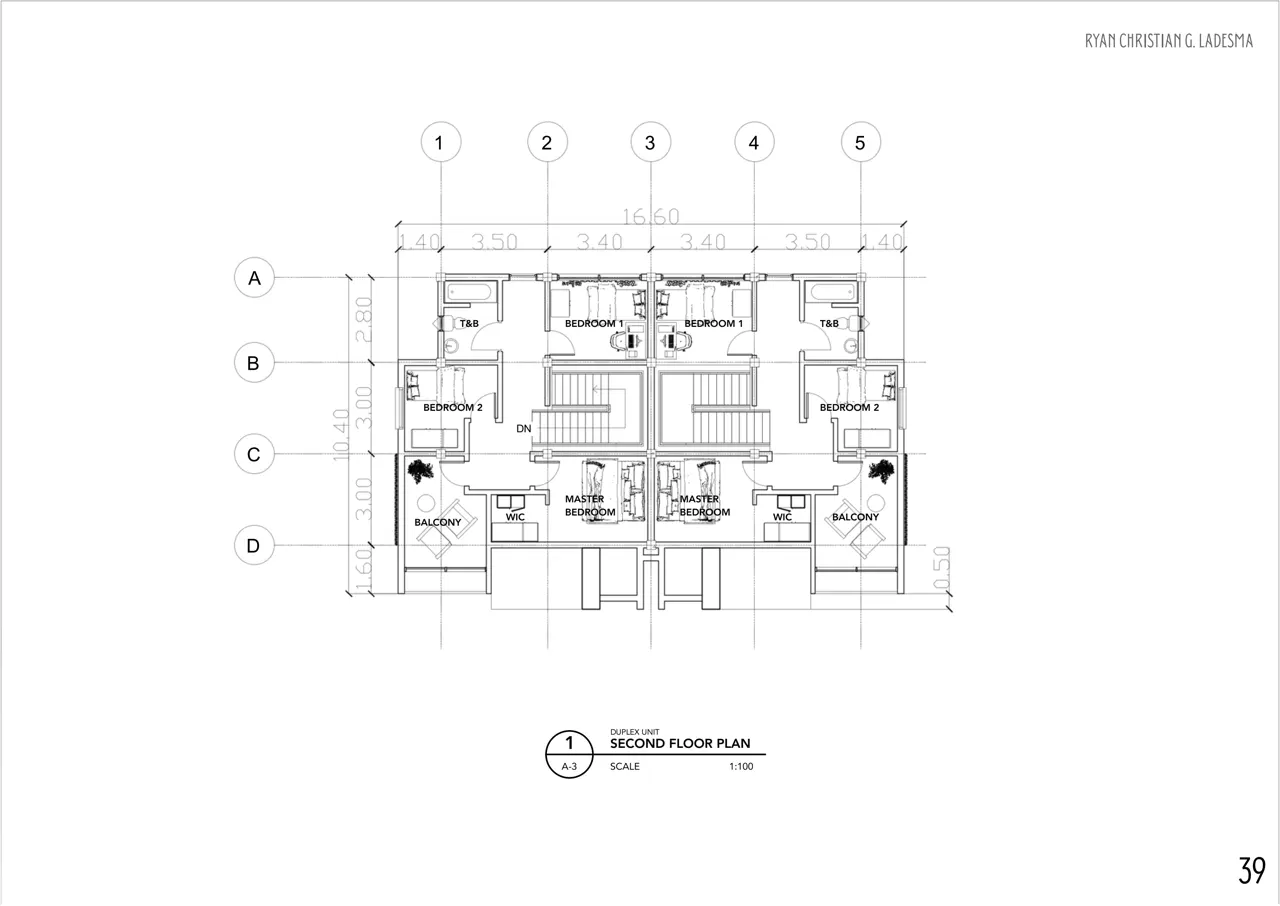 RYAN CHRISTIAN G. LADESMA
1 2 3 4 5
16.60
1.40 3.50 3.40 3.40 3.50 1.40
A
2.80
T&B BEDROOM 1 BEDROOM 1 T&B
B
3.00
10.40
BEDROOM 2 BEDROOM 2
DN
C
3.00
MASTER BEDROOM MASTER BEDROOM
BALCONY WIC WIC BALCONY
D
1.60
0.50
1
A-3
DUPLEX UNIT
SECOND FLOOR PLAN
SCALE 1:100
39